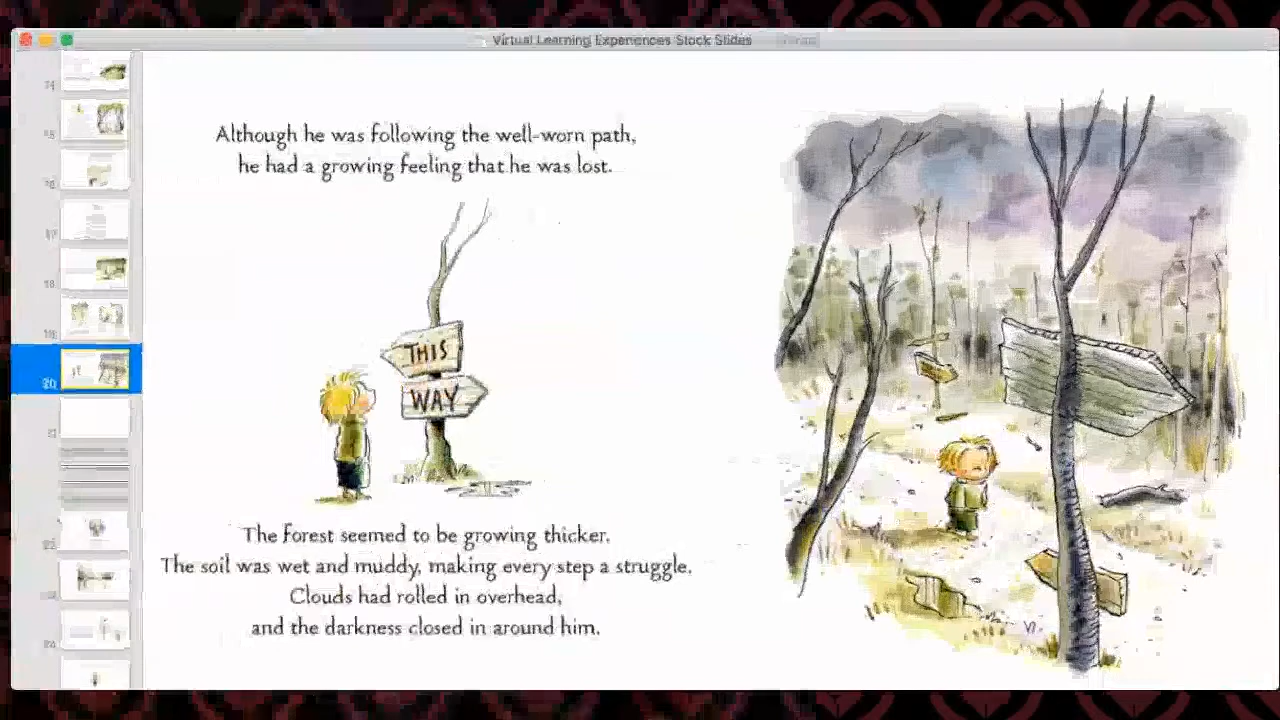 Virtual Learning Experiences Stock Slides
Although he was following the well-worn path,
he had a growing feeling that he was lost.
THIS
WAY
The forest seemed to be growing thicker.
The soil was wet and muddy, making every step a struggle.
Clouds had rolled in overhead,
and the darkness closed in around him.